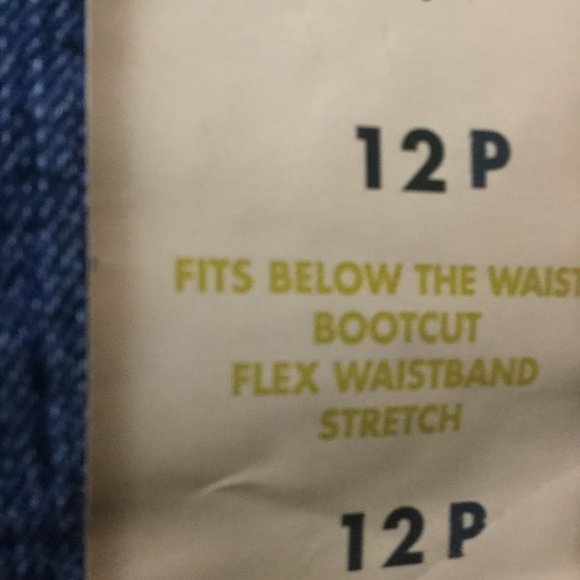 12 P
FITS BELOW THE WAIST
BOOTCUT
FLEX WAISTBAND
STRETCH
12 P